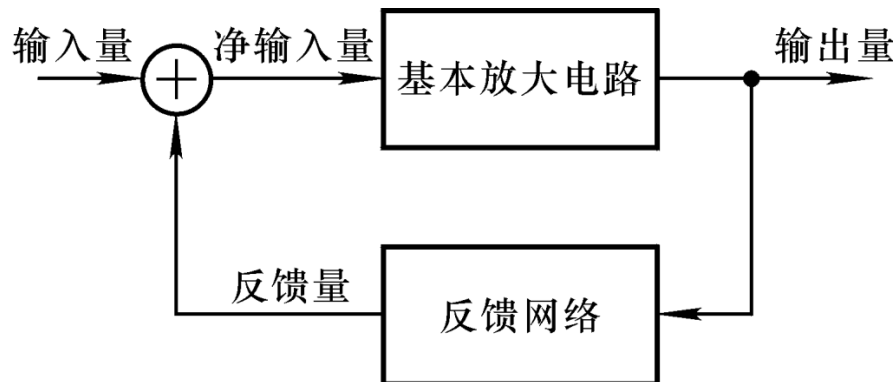 输入量
净输入量
基本放大电路
输出量
反馈量
反馈网络